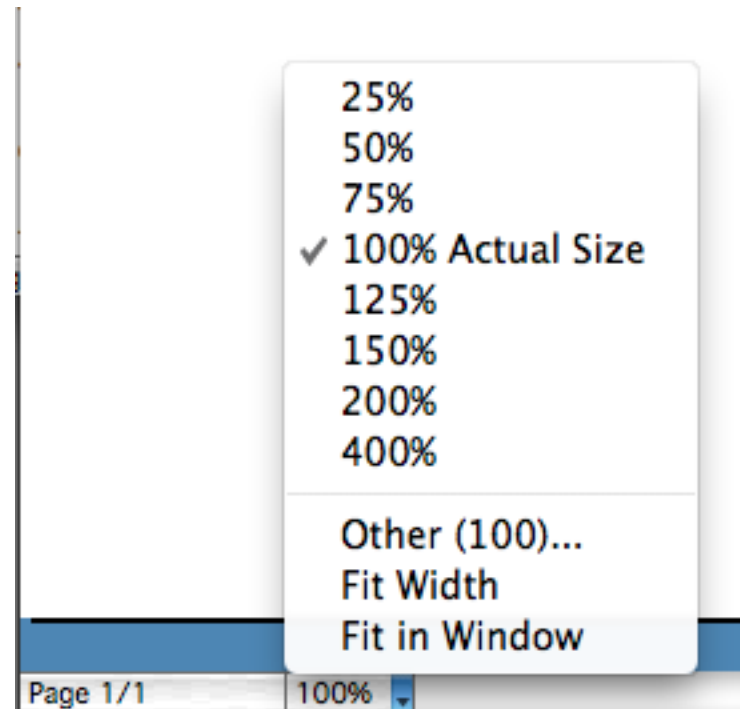 25%
50%
75%
100% Actual Size
125%
150%
200%
400%
Other (100)...
Fit Width
Fit in Window
Page 1/1 100%